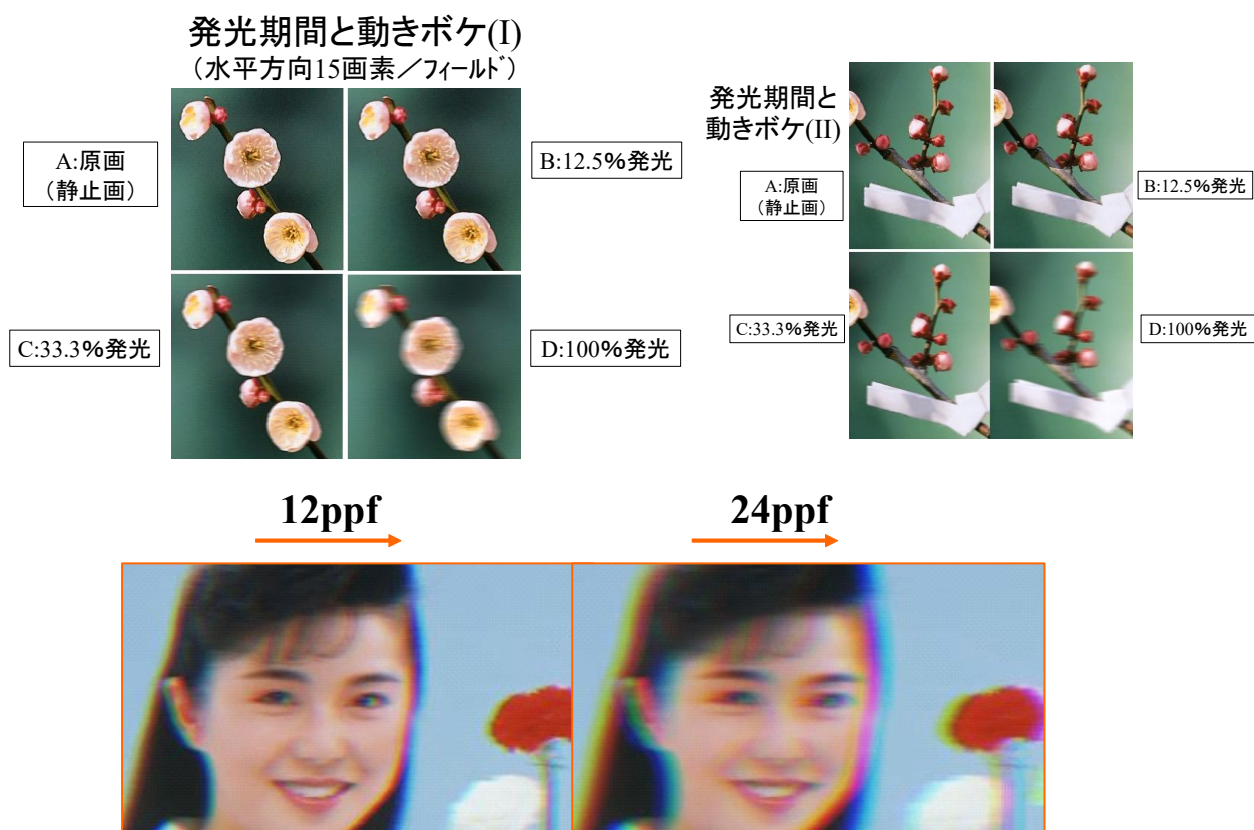 発光期間と動きボケ(I)
（水平方向15画素／ﾌｨｰﾙﾄﾞ）
A:原画
（静止画）
B:12.5%発光
C:33.3%発光
D:100%発光
発光期間と
動きボケ(II)
A:原画
（静止画）
B:12.5%発光
C:33.3%発光
D:100%発光
12ppf
24ppf